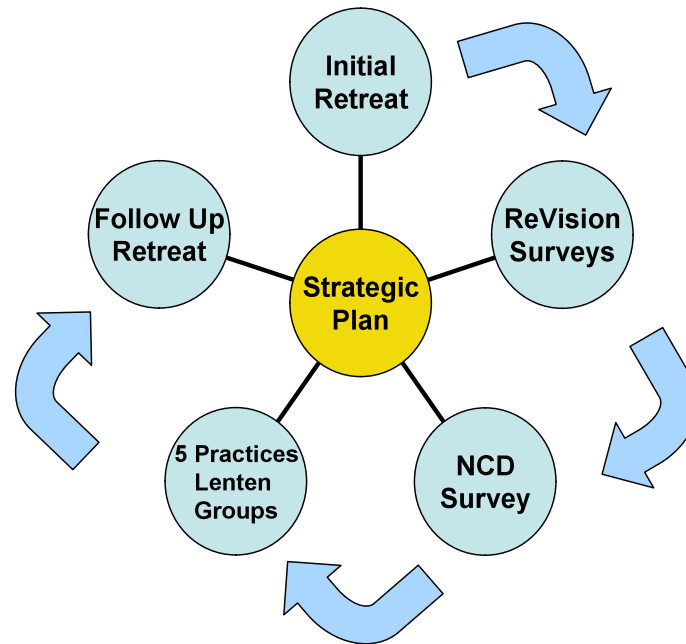 Initial
Retreat
ReVision
Surveys
NCD
Survey
5 Practices
Lenten
Groups
Follow Up
Retreat
Strategic
Plan